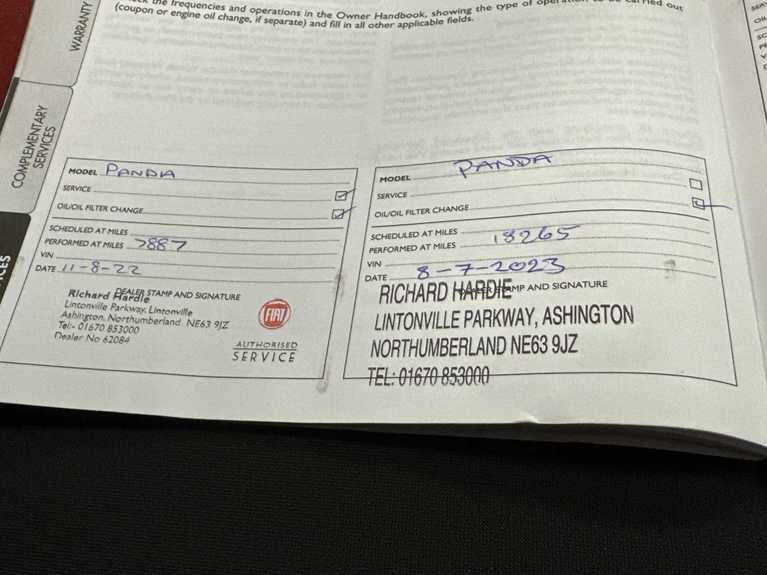 the frequencies and operations in the Owner Handbook, showing the type of
(coupon or engine oil change, if separate) and fill in all other applicable fields.
WARRANTY
COMPLEMENTARY
SERVICES
MODEL PANDA
SERVICE
OIL/OIL FILTER CHANGE
SCHEDULED AT MILES
PERFORMED AT MILES 7887
VIN
DATE 11-8-22
DEALER STAMP AND SIGNATURE
Richard Hardie
Lintonville Parkway, Lintonville
Ashington, Northumberland NE63 9JZ
Tel:- 01670 853000
Dealer No 62084
FIAT
AUTHORISED
SERVICE
MODEL PANDA
SERVICE
OIL/OIL FILTER CHANGE
SCHEDULED AT MILES
PERFORMED AT MILES 18265
VIN
DATE 8-7-2023
MP AND SIGNATURE
RICHARD HARDIE
LINTONVILLE PARKWAY, ASHINGTON
NORTHUMBERLAND NE63 9JZ
TEL: 01670 853000